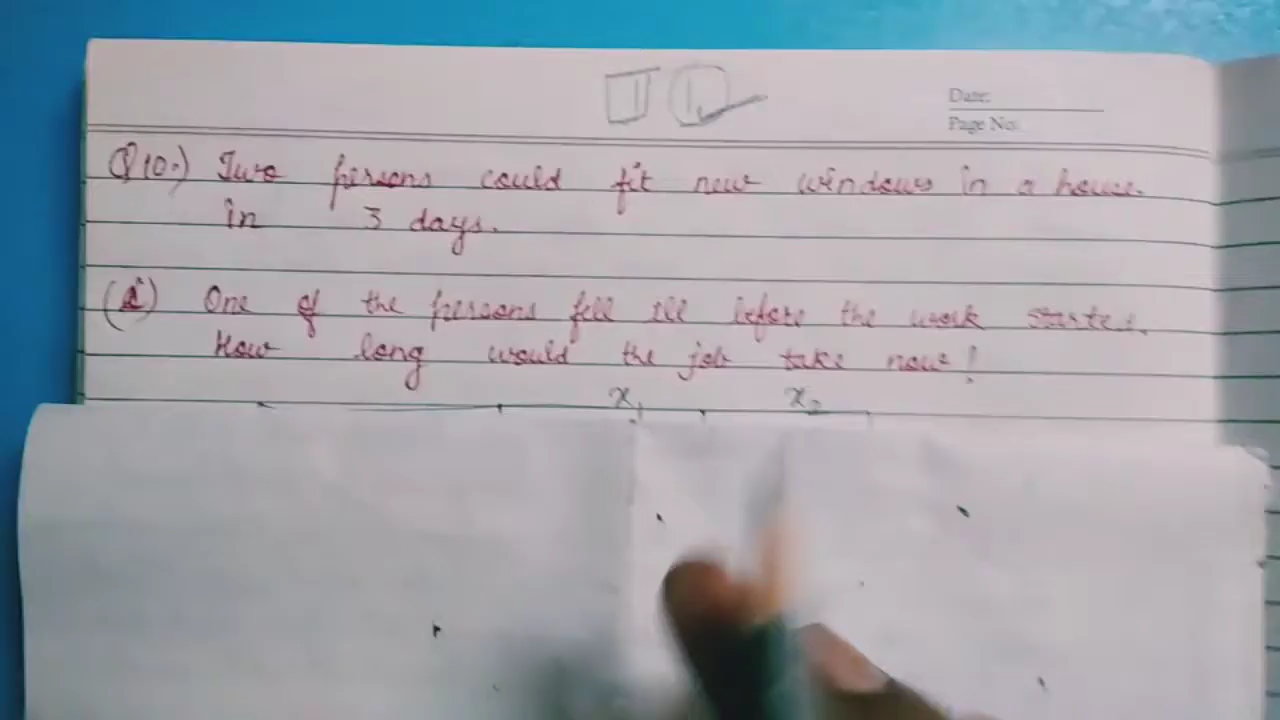 Date:
Page No:
Q10.) Two persons could fit new windows in a house
in 3 days.
(i) One of the persons fell ill before the work started.
How long would the job take now!
x₁ x₂